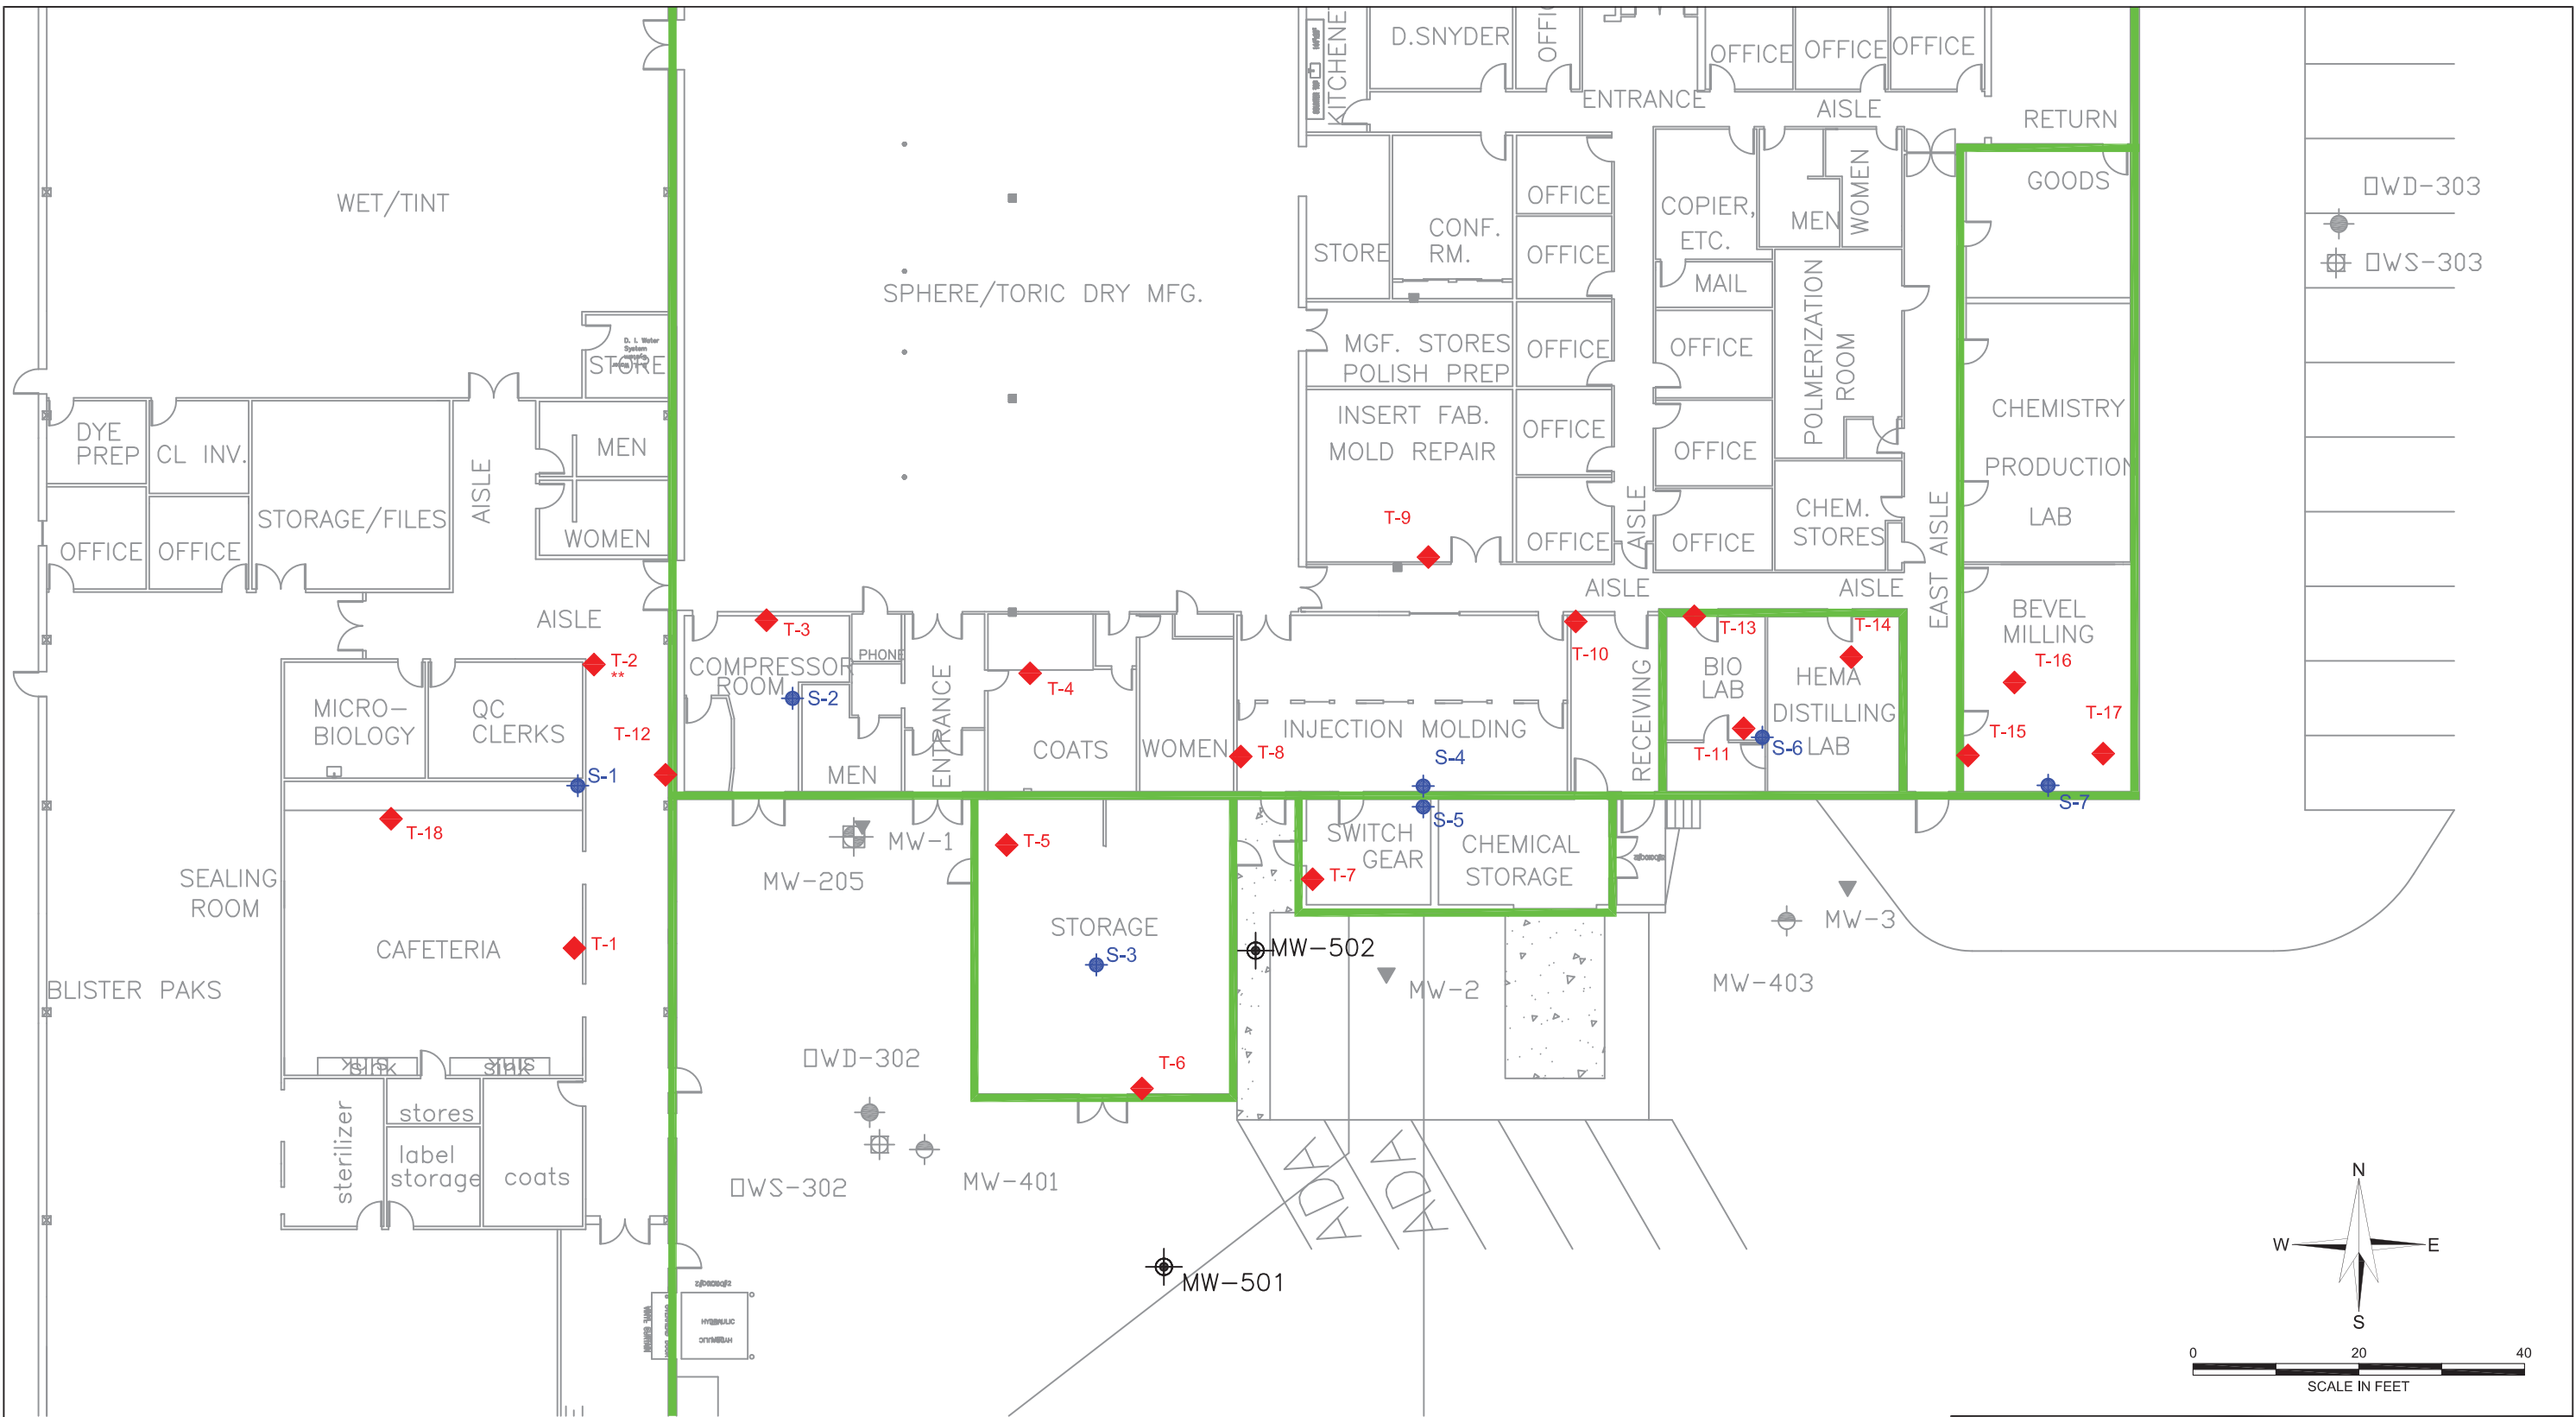 D.SNYDER
OFFICE
OFFICE
OFFICE
KITCHENE
ENTRANCE
AISLE
RETURN
GOODS
WET/TINT
SPHERE/TORIC DRY MFG.
STORE
CONF.
RM.
OFFICE
OFFICE
COPIER,
ETC.
MEN
WOMEN
MAIL
▯WD-303
▯WS-303
D. I. Water
System
STORE
MGF. STORES
POLISH PREP
OFFICE
OFFICE
POLMERIZATION
ROOM
DYE
PREP
CL INV.
MEN
AISLE
INSERT FAB.
MOLD REPAIR
OFFICE
OFFICE
CHEMISTRY
PRODUCTION
LAB
OFFICE
OFFICE
STORAGE/FILES
WOMEN
T-9
OFFICE
AISLE
OFFICE
CHEM.
STORES
EAST AISLE
AISLE
AISLE
AISLE
T-2
**
T-3
COMPRESSOR
ROOM
S-2
PHONE
ENTRANCE
T-4
T-10
RECEIVING
T-13
BIO
LAB
T-14
HEMA
DISTILLING
LAB
BEVEL
MILLING
T-16
MICRO-
BIOLOGY
QC
CLERKS
T-12
MEN
COATS
WOMEN
T-8
INJECTION MOLDING
S-4
T-11
S-6
T-15
T-17
S-1
S-5
S-7
T-18
MW-1
MW-205
T-5
SWITCH
GEAR
T-7
CHEMICAL
STORAGE
SEALING
ROOM
CAFETERIA
T-1
STORAGE
S-3
MW-502
MW-2
MW-3
MW-403
BLISTER PAKS
▯WD-302
T-6
sink
sink
sterilizer
stores
label
storage
coats
▯WS-302
MW-401
ADA
ADA
MW-501
HYDRAULIC
N
W
E
S
0
20
40
SCALE IN FEET